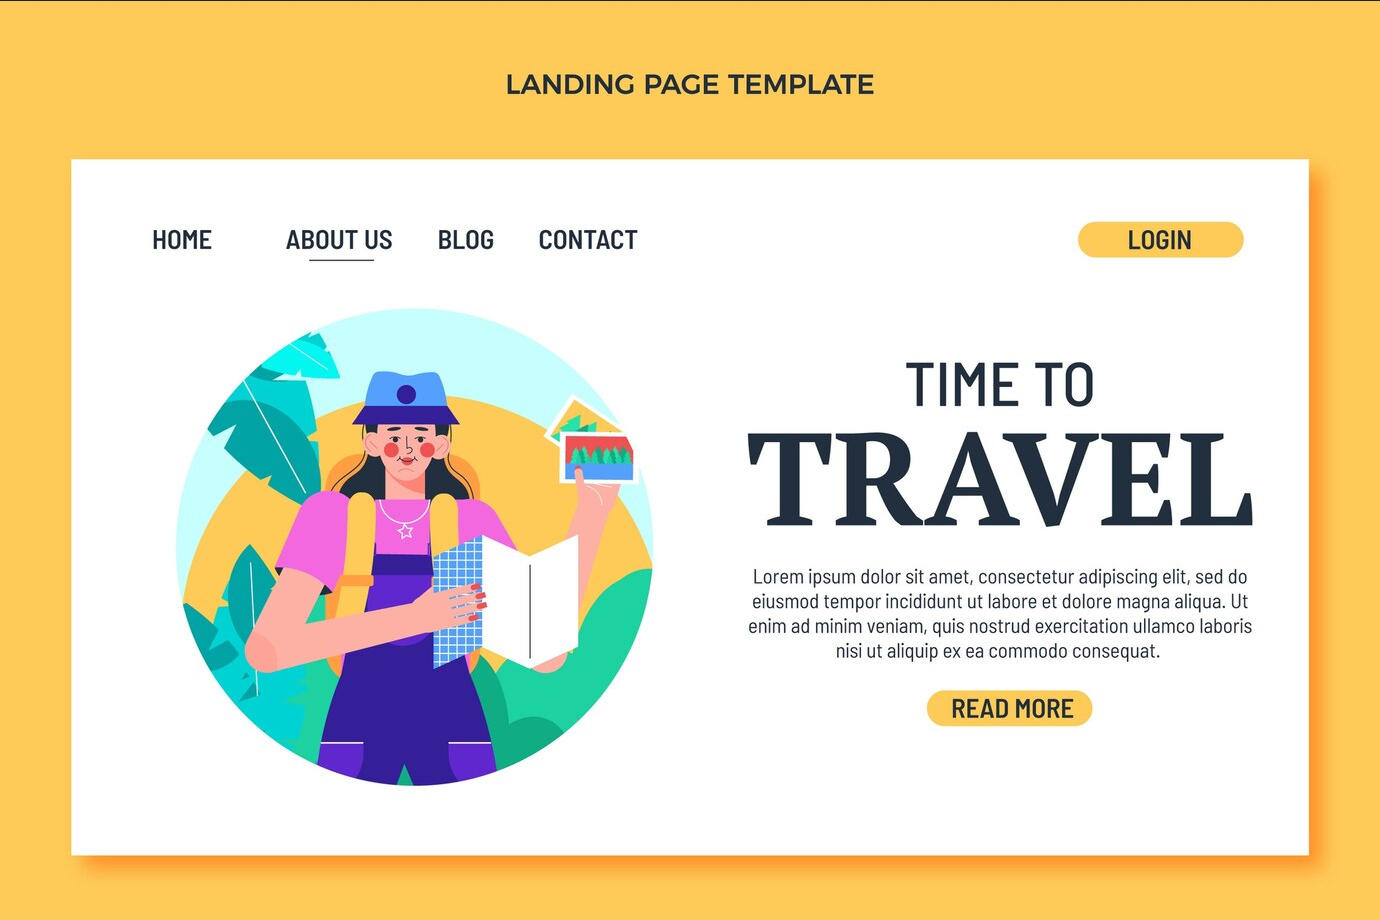 LANDING PAGE TEMPLATE
HOME ABOUT US BLOG CONTACT LOGIN
TIME TO
TRAVEL
Lorem ipsum dolor sit amet, consectetur adipiscing elit, sed do
eiusmod tempor incididunt ut labore et dolore magna aliqua. Ut
enim ad minim veniam, quis nostrud exercitation ullamco laboris
nisi ut aliquip ex ea commodo consequat.
READ MORE